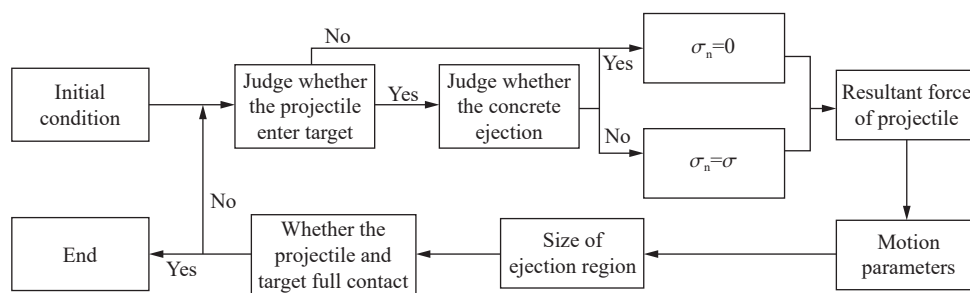 Initial
condition
Judge whether
the projectile
enter target
No
Yes
Judge whether
the concrete
ejection
Yes
No
σn=0
σn=σ
Resultant force
of projectile
Motion
parameters
Size of
ejection region
Whether the
projectile and
target full contact
No
Yes
End